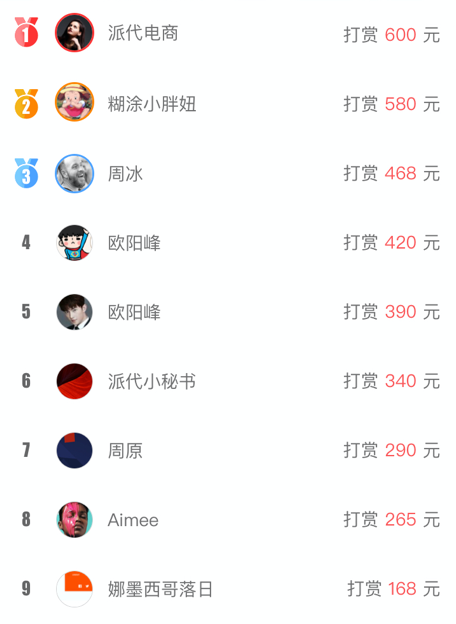 1 派代电商 打赏 600 元
2 糊涂小胖妞 打赏 580 元
3 周冰 打赏 468 元
4 欧阳峰 打赏 420 元
5 欧阳峰 打赏 390 元
6 派代小秘书 打赏 340 元
7 周原 打赏 290 元
8 Aimee 打赏 265 元
9 娜墨西哥落日 打赏 168 元